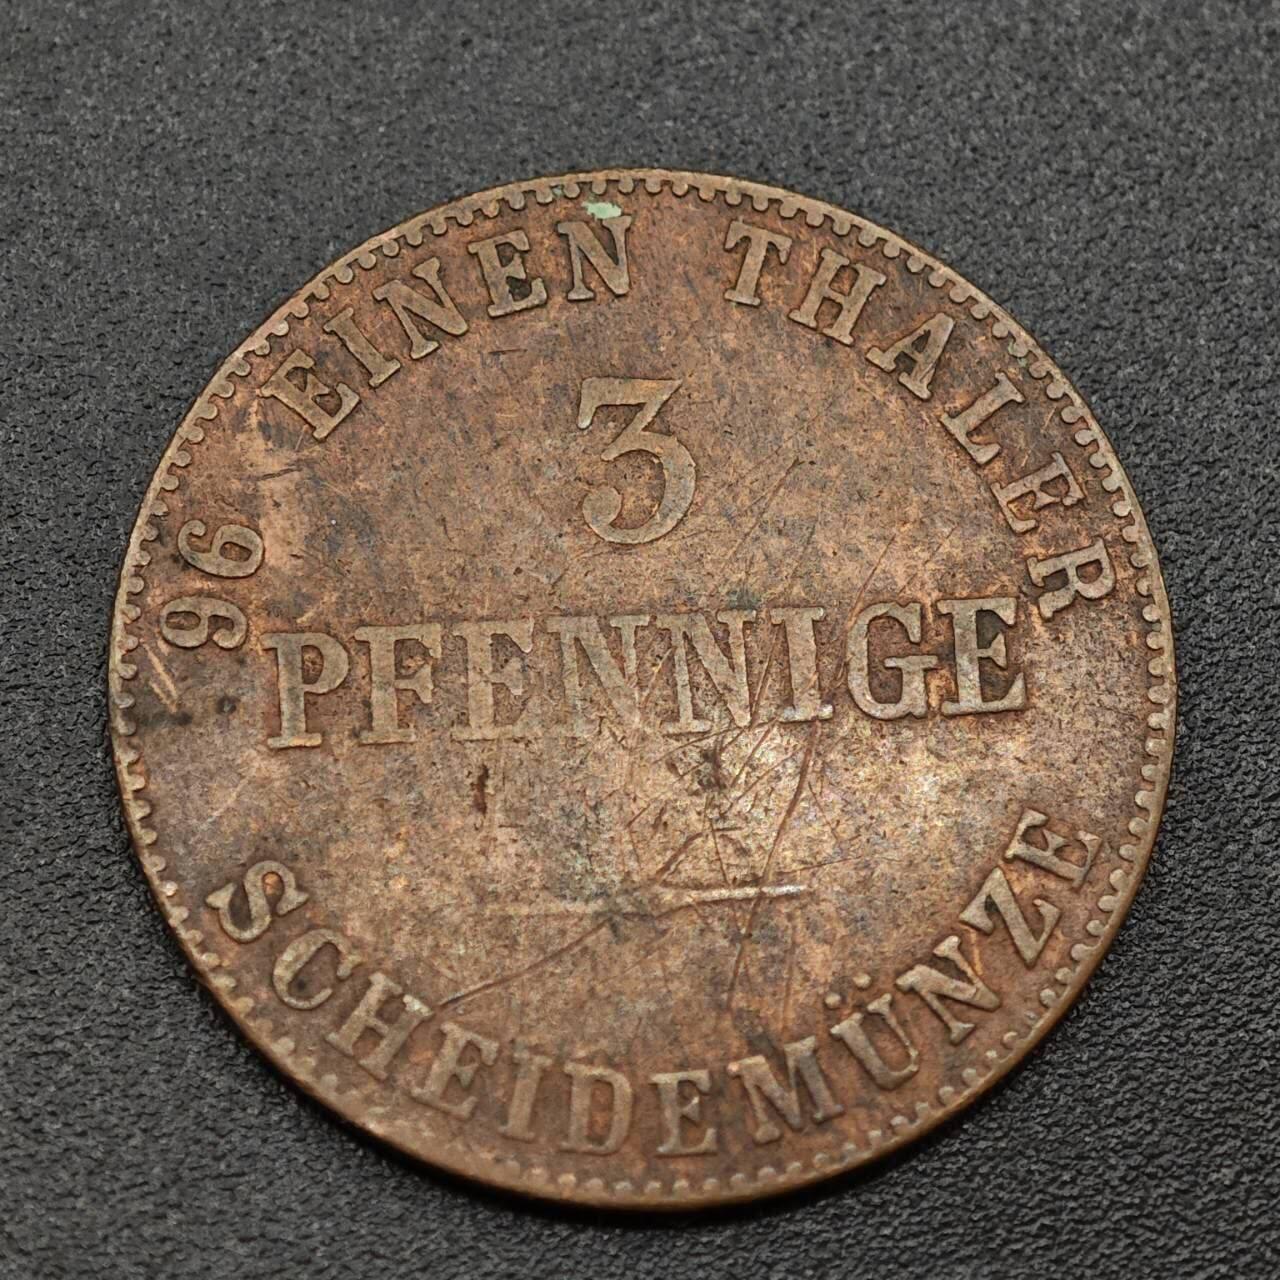 96 EINEN THALER
3
PFENNIGE
SCHEIDEMÜNZE